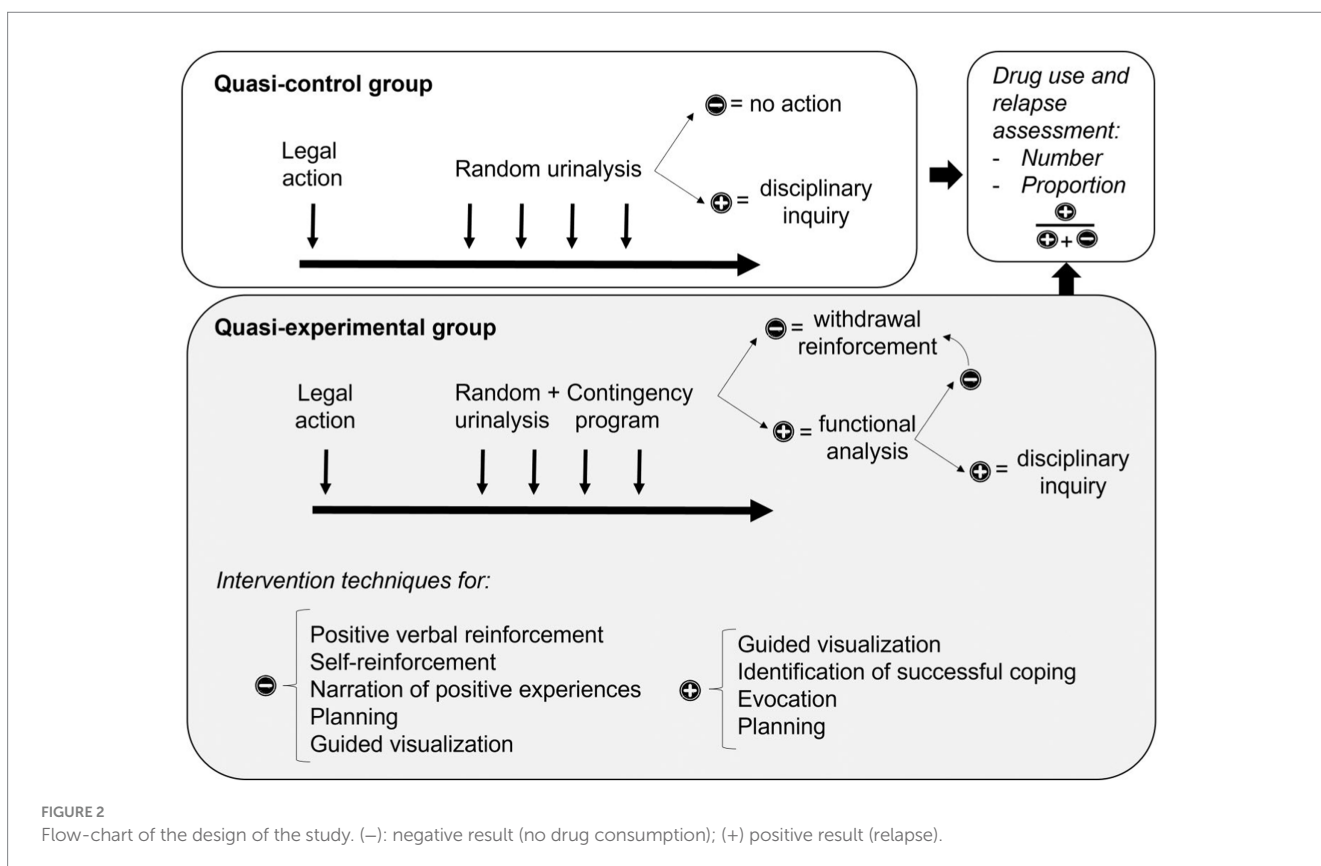 Quasi-control group
Legal
action
Random urinalysis
⊖ = no action
⊕ = disciplinary
inquiry
Drug use and
relapse
assessment:
- Number
- Proportion
⊕
⊕ + ⊖
Quasi-experimental group
Legal
action
Random + Contingency
urinalysis program
⊖ = withdrawal
reinforcement
⊖
⊕ = functional
analysis
⊕ = disciplinary
inquiry
Intervention techniques for:
⊖
Positive verbal reinforcement
Self-reinforcement
Narration of positive experiences
Planning
Guided visualization
⊕
Guided visualization
Identification of successful coping
Evocation
Planning
FIGURE 2
Flow-chart of the design of the study. (–): negative result (no drug consumption); (+) positive result (relapse).